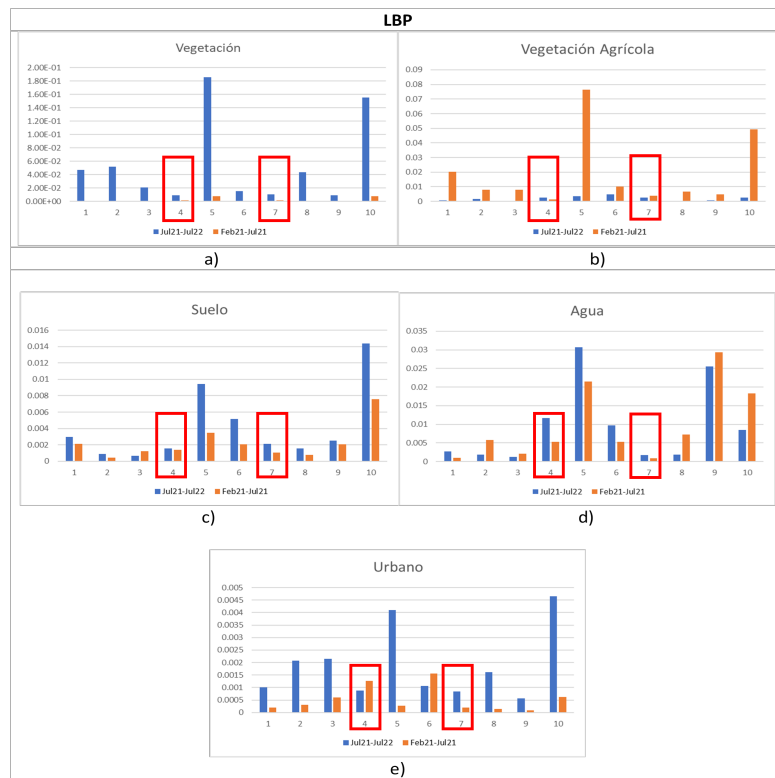 LBP
Vegetación
2.00E-01
1.80E-01
1.60E-01
1.40E-01
1.20E-01
1.00E-01
8.00E-02
6.00E-02
4.00E-02
2.00E-02
0.00E+00
1 2 3 4 5 6 7 8 9 10
Jul21-Jul22 Feb21-Jul21
a)
Vegetación Agrícola
0.09
0.08
0.07
0.06
0.05
0.04
0.03
0.02
0.01
0
1 2 3 4 5 6 7 8 9 10
Jul21-Jul22 Feb21-Jul21
b)
Suelo
0.016
0.014
0.012
0.01
0.008
0.006
0.004
0.002
0
1 2 3 4 5 6 7 8 9 10
Jul21-Jul22 Feb21-Jul21
c)
Agua
0.035
0.03
0.025
0.02
0.015
0.01
0.005
0
1 2 3 4 5 6 7 8 9 10
Jul21-Jul22 Feb21-Jul21
d)
Urbano
0.005
0.0045
0.004
0.0035
0.003
0.0025
0.002
0.0015
0.001
0.0005
0
1 2 3 4 5 6 7 8 9 10
Jul21-Jul22 Feb21-Jul21
e)